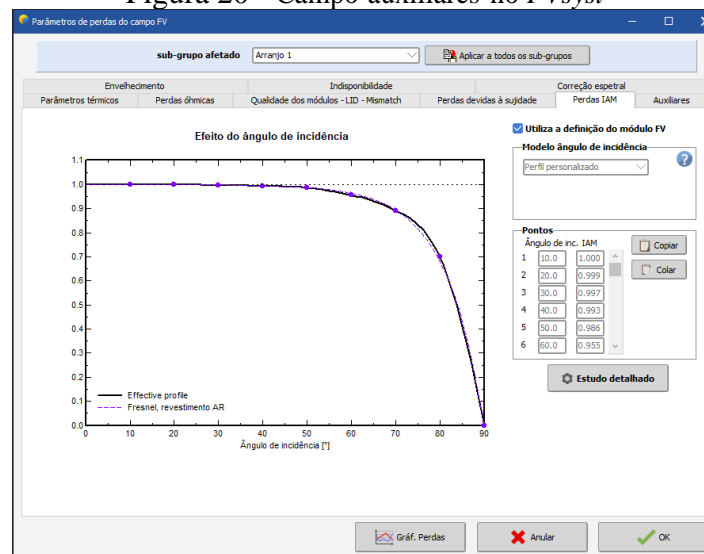 Figura 26 - Campo auxiliares no PVsyst
Parâmetros de perdas do campo FV
sub-grupo afetado Arranjo 1 Aplicar a todos os sub-grupos
Envelhecimento Indisponibilidade Correção espetral
Parâmetros térmicos Perdas óhmicas Qualidade dos módulos - LID - Mismatch Perdas devidas à sujidade Perdas IAM Auxiliares
Efeito do ângulo de incidência
1.1
1.0
0.9
0.8
0.7
0.6
0.5
0.4
0.3
0.2
0.1
0.0
Effective profile
Fresnel, revestimento AR
0 10 20 30 40 50 60 70 80 90
Ângulo de incidência [°]
Utiliza a definição do módulo FV
Modelo ângulo de incidência
Perfil personalizado
?
Pontos
Ângulo de inc. IAM
1 10.0 1.000
2 20.0 0.999
3 30.0 0.997
4 40.0 0.993
5 50.0 0.986
6 60.0 0.955
Copiar
Colar
Estudo detalhado
Gráf. Perdas Anular OK